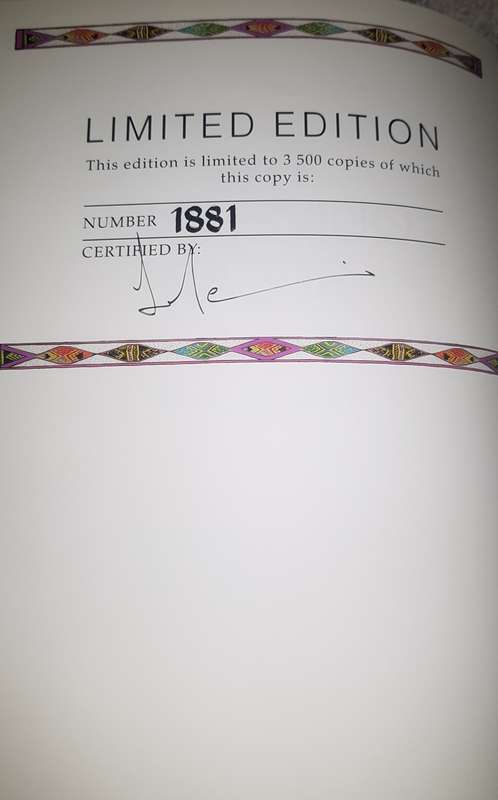 LIMITED EDITION
This edition is limited to 3 500 copies of which
this copy is:
NUMBER 1881
CERTIFIED BY: